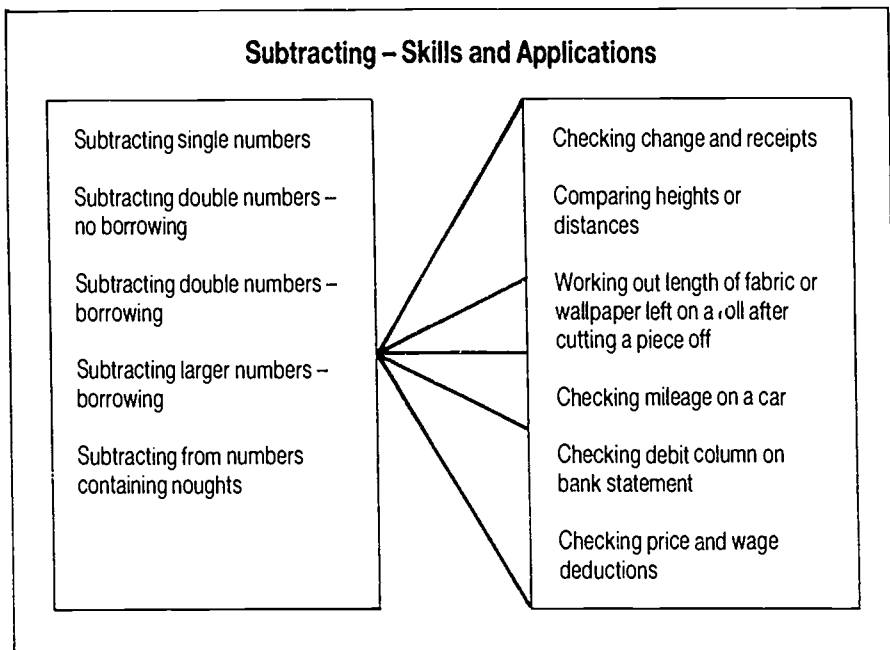 Subtracting – Skills and Applications
Subtracting single numbers
Subtracting double numbers –
no borrowing
Subtracting double numbers –
borrowing
Subtracting larger numbers –
borrowing
Subtracting from numbers
containing noughts
Checking change and receipts
Comparing heights or
distances
Working out length of fabric or
wallpaper left on a roll after
cutting a piece off
Checking mileage on a car
Checking debit column on
bank statement
Checking price and wage
deductions